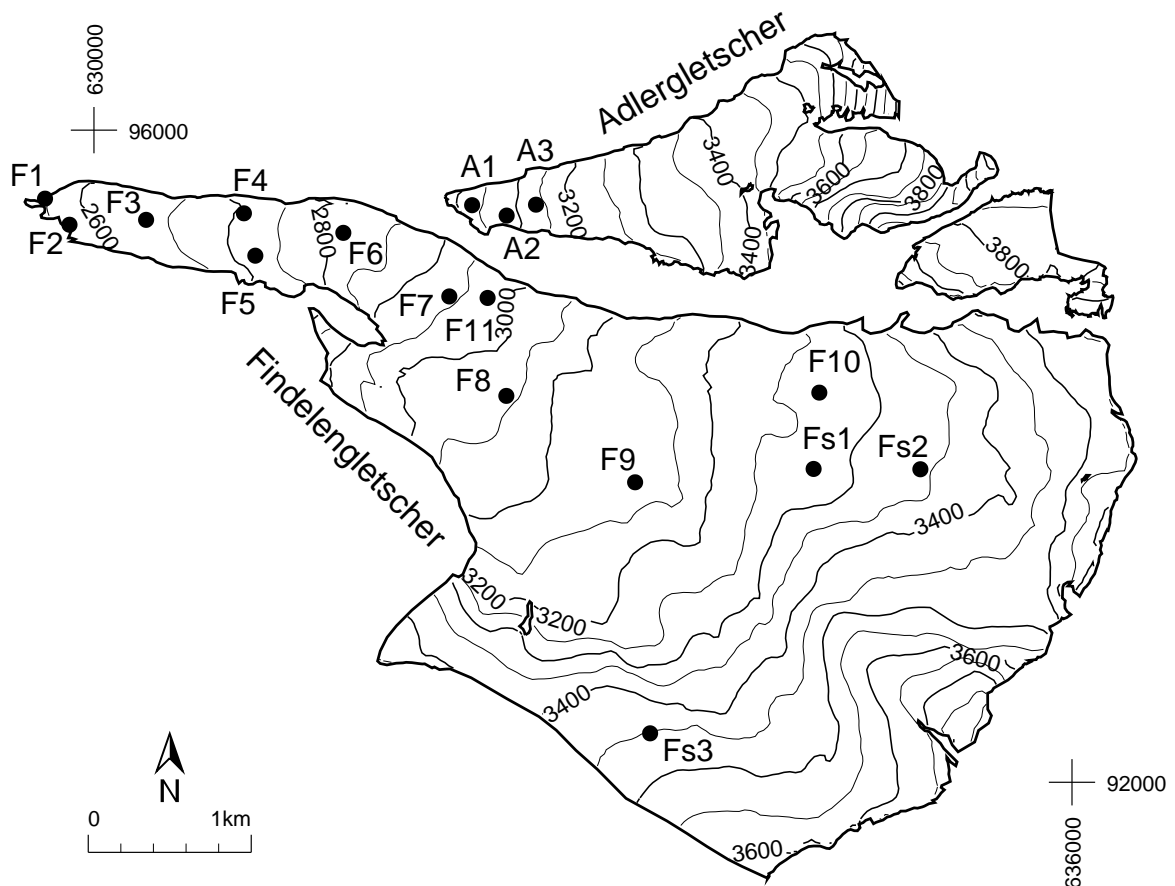 630000
96000
Adlergletscher
F1
F2
2600
F3
F4
F5
2800
F6
F7
F11
3000
F8
A1
A2
A3
3200
3400
3400
3600
3800
3800
Findelengletscher
F9
F10
Fs1
Fs2
3400
3200
3200
3400
Fs3
3600
3600
N
0
1km
92000
636000